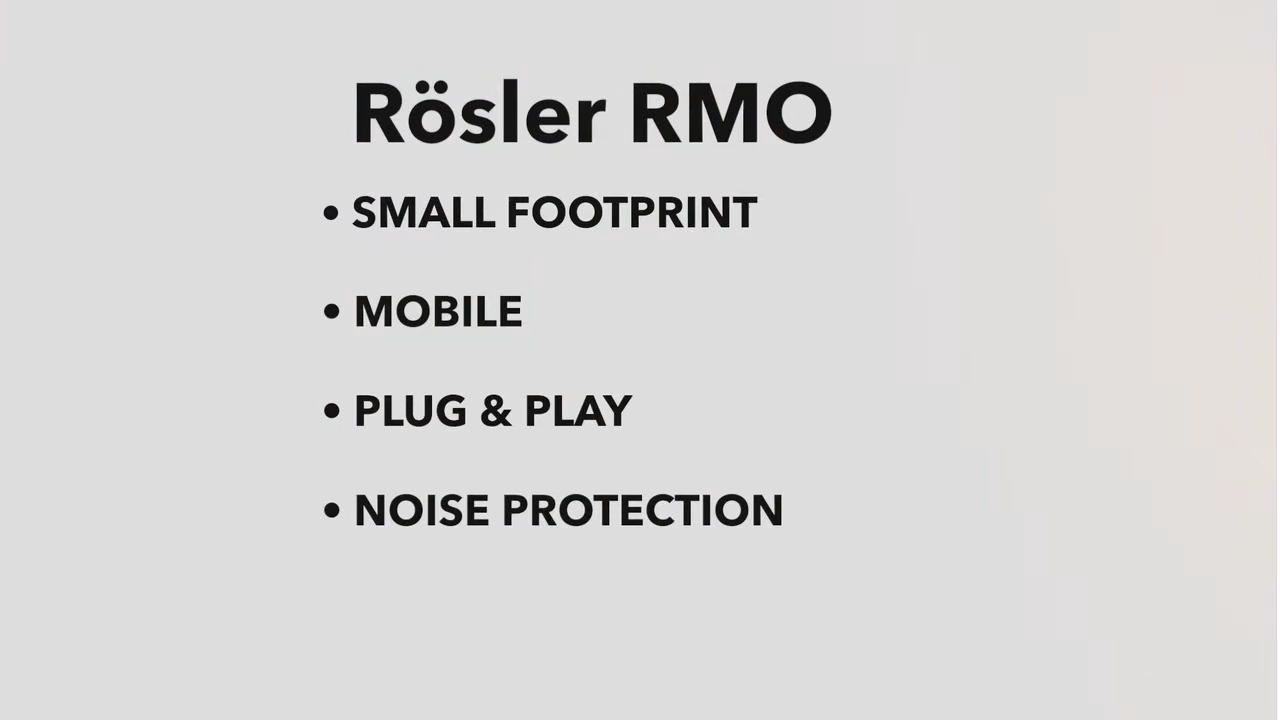 Rösler RMO
• SMALL FOOTPRINT
• MOBILE
• PLUG & PLAY
• NOISE PROTECTION